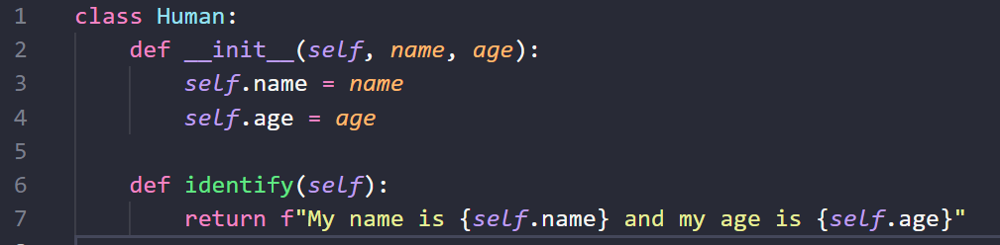 1 class Human:
2     def __init__(self, name, age):
3         self.name = name
4         self.age = age
5
6     def identify(self):
7         return f"My name is {self.name} and my age is {self.age}"